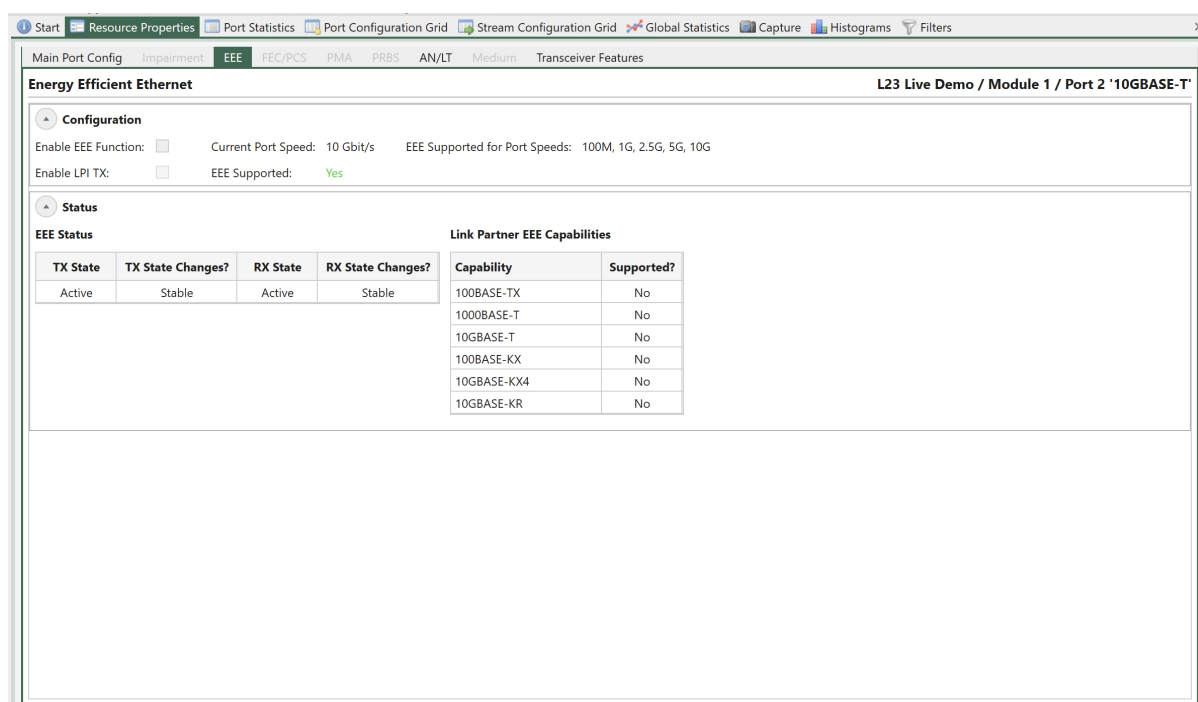 Start Resource Properties Port Statistics Port Configuration Grid Stream Configuration Grid Global Statistics Capture Histograms Filters
Main Port Config Impairment EEE FEC/PCS PMA PRBS AN/LT Medium Transceiver Features
Energy Efficient Ethernet L23 Live Demo / Module 1 / Port 2 '10GBASE-T'
Configuration
Enable EEE Function: Current Port Speed: 10 Gbit/s EEE Supported for Port Speeds: 100M, 1G, 2.5G, 5G, 10G
Enable LPI TX: EEE Supported: Yes
Status
EEE Status Link Partner EEE Capabilities
TX State TX State Changes? RX State RX State Changes? Capability Supported?
Active Stable Active Stable 100BASE-TX No
1000BASE-T No
10GBASE-T No
100BASE-KX No
10GBASE-KX4 No
10GBASE-KR No